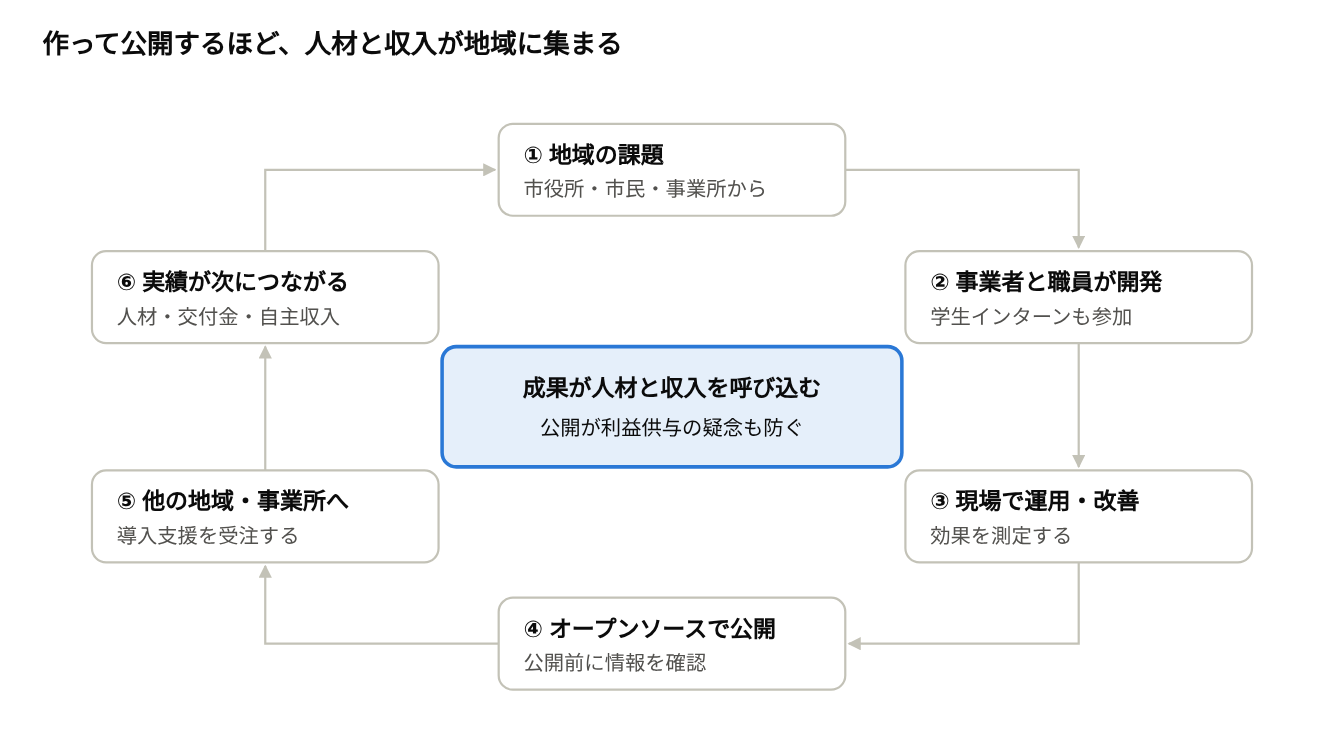 作って公開するほど、人材と収入が地域に集まる
① 地域の課題
市役所・市民・事業所から
② 事業者と職員が開発
学生インターンも参加
③ 現場で運用・改善
効果を測定する
④ オープンソースで公開
公開前に情報を確認
⑤ 他の地域・事業所へ
導入支援を受注する
⑥ 実績が次につながる
人材・交付金・自主収入
成果が人材と収入を呼び込む
公開が利益供与の疑念も防ぐ